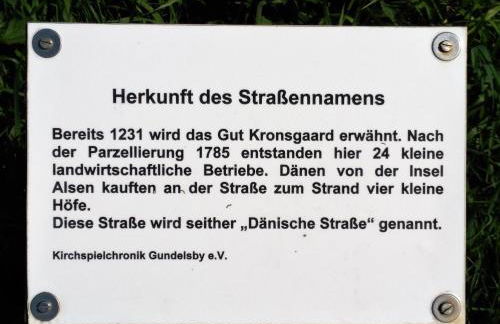 Herkunft des Straßennamens
Bereits 1231 wird das Gut Kronsgaard erwähnt. Nach
der Parzellierung 1785 entstanden hier 24 kleine
landwirtschaftliche Betriebe. Dänen von der Insel
Alsen kauften an der Straße zum Strand vier kleine
Höfe.
Diese Straße wird seither „Dänische Straße“ genannt.
Kirchspielchronik Gundelsby e.V.